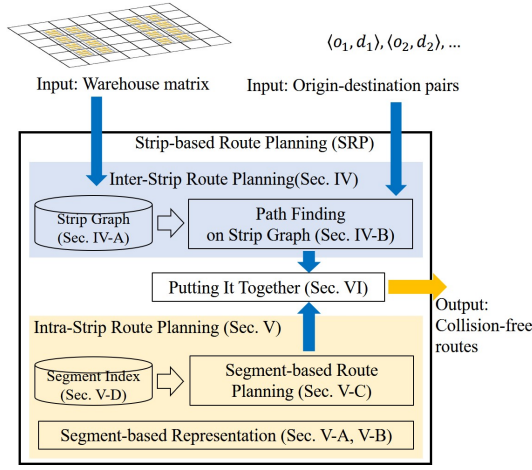 ⟨o₁, d₁⟩, ⟨o₂, d₂⟩, ...
Input: Warehouse matrix
Input: Origin-destination pairs
Strip-based Route Planning (SRP)
Inter-Strip Route Planning(Sec. IV)
Strip Graph
(Sec. IV-A)
Path Finding
on Strip Graph (Sec. IV-B)
Putting It Together (Sec. VI)
Output:
Collision-free
routes
Intra-Strip Route Planning (Sec. V)
Segment Index
(Sec. V-D)
Segment-based Route
Planning (Sec. V-C)
Segment-based Representation (Sec. V-A, V-B)